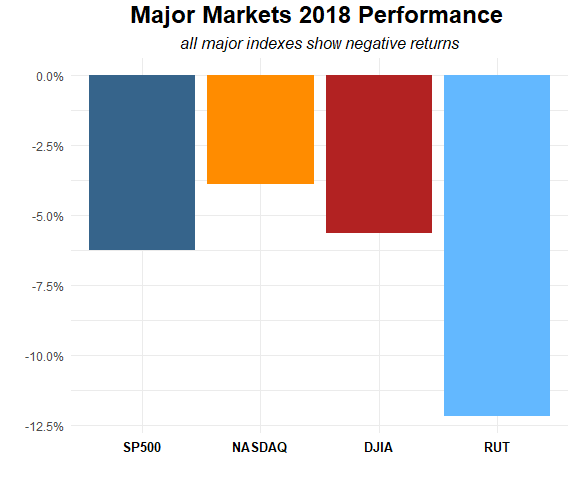 Major Markets 2018 Performance
all major indexes show negative returns
0.0%
-2.5%
-5.0%
-7.5%
-10.0%
-12.5%
SP500 NASDAQ DJIA RUT